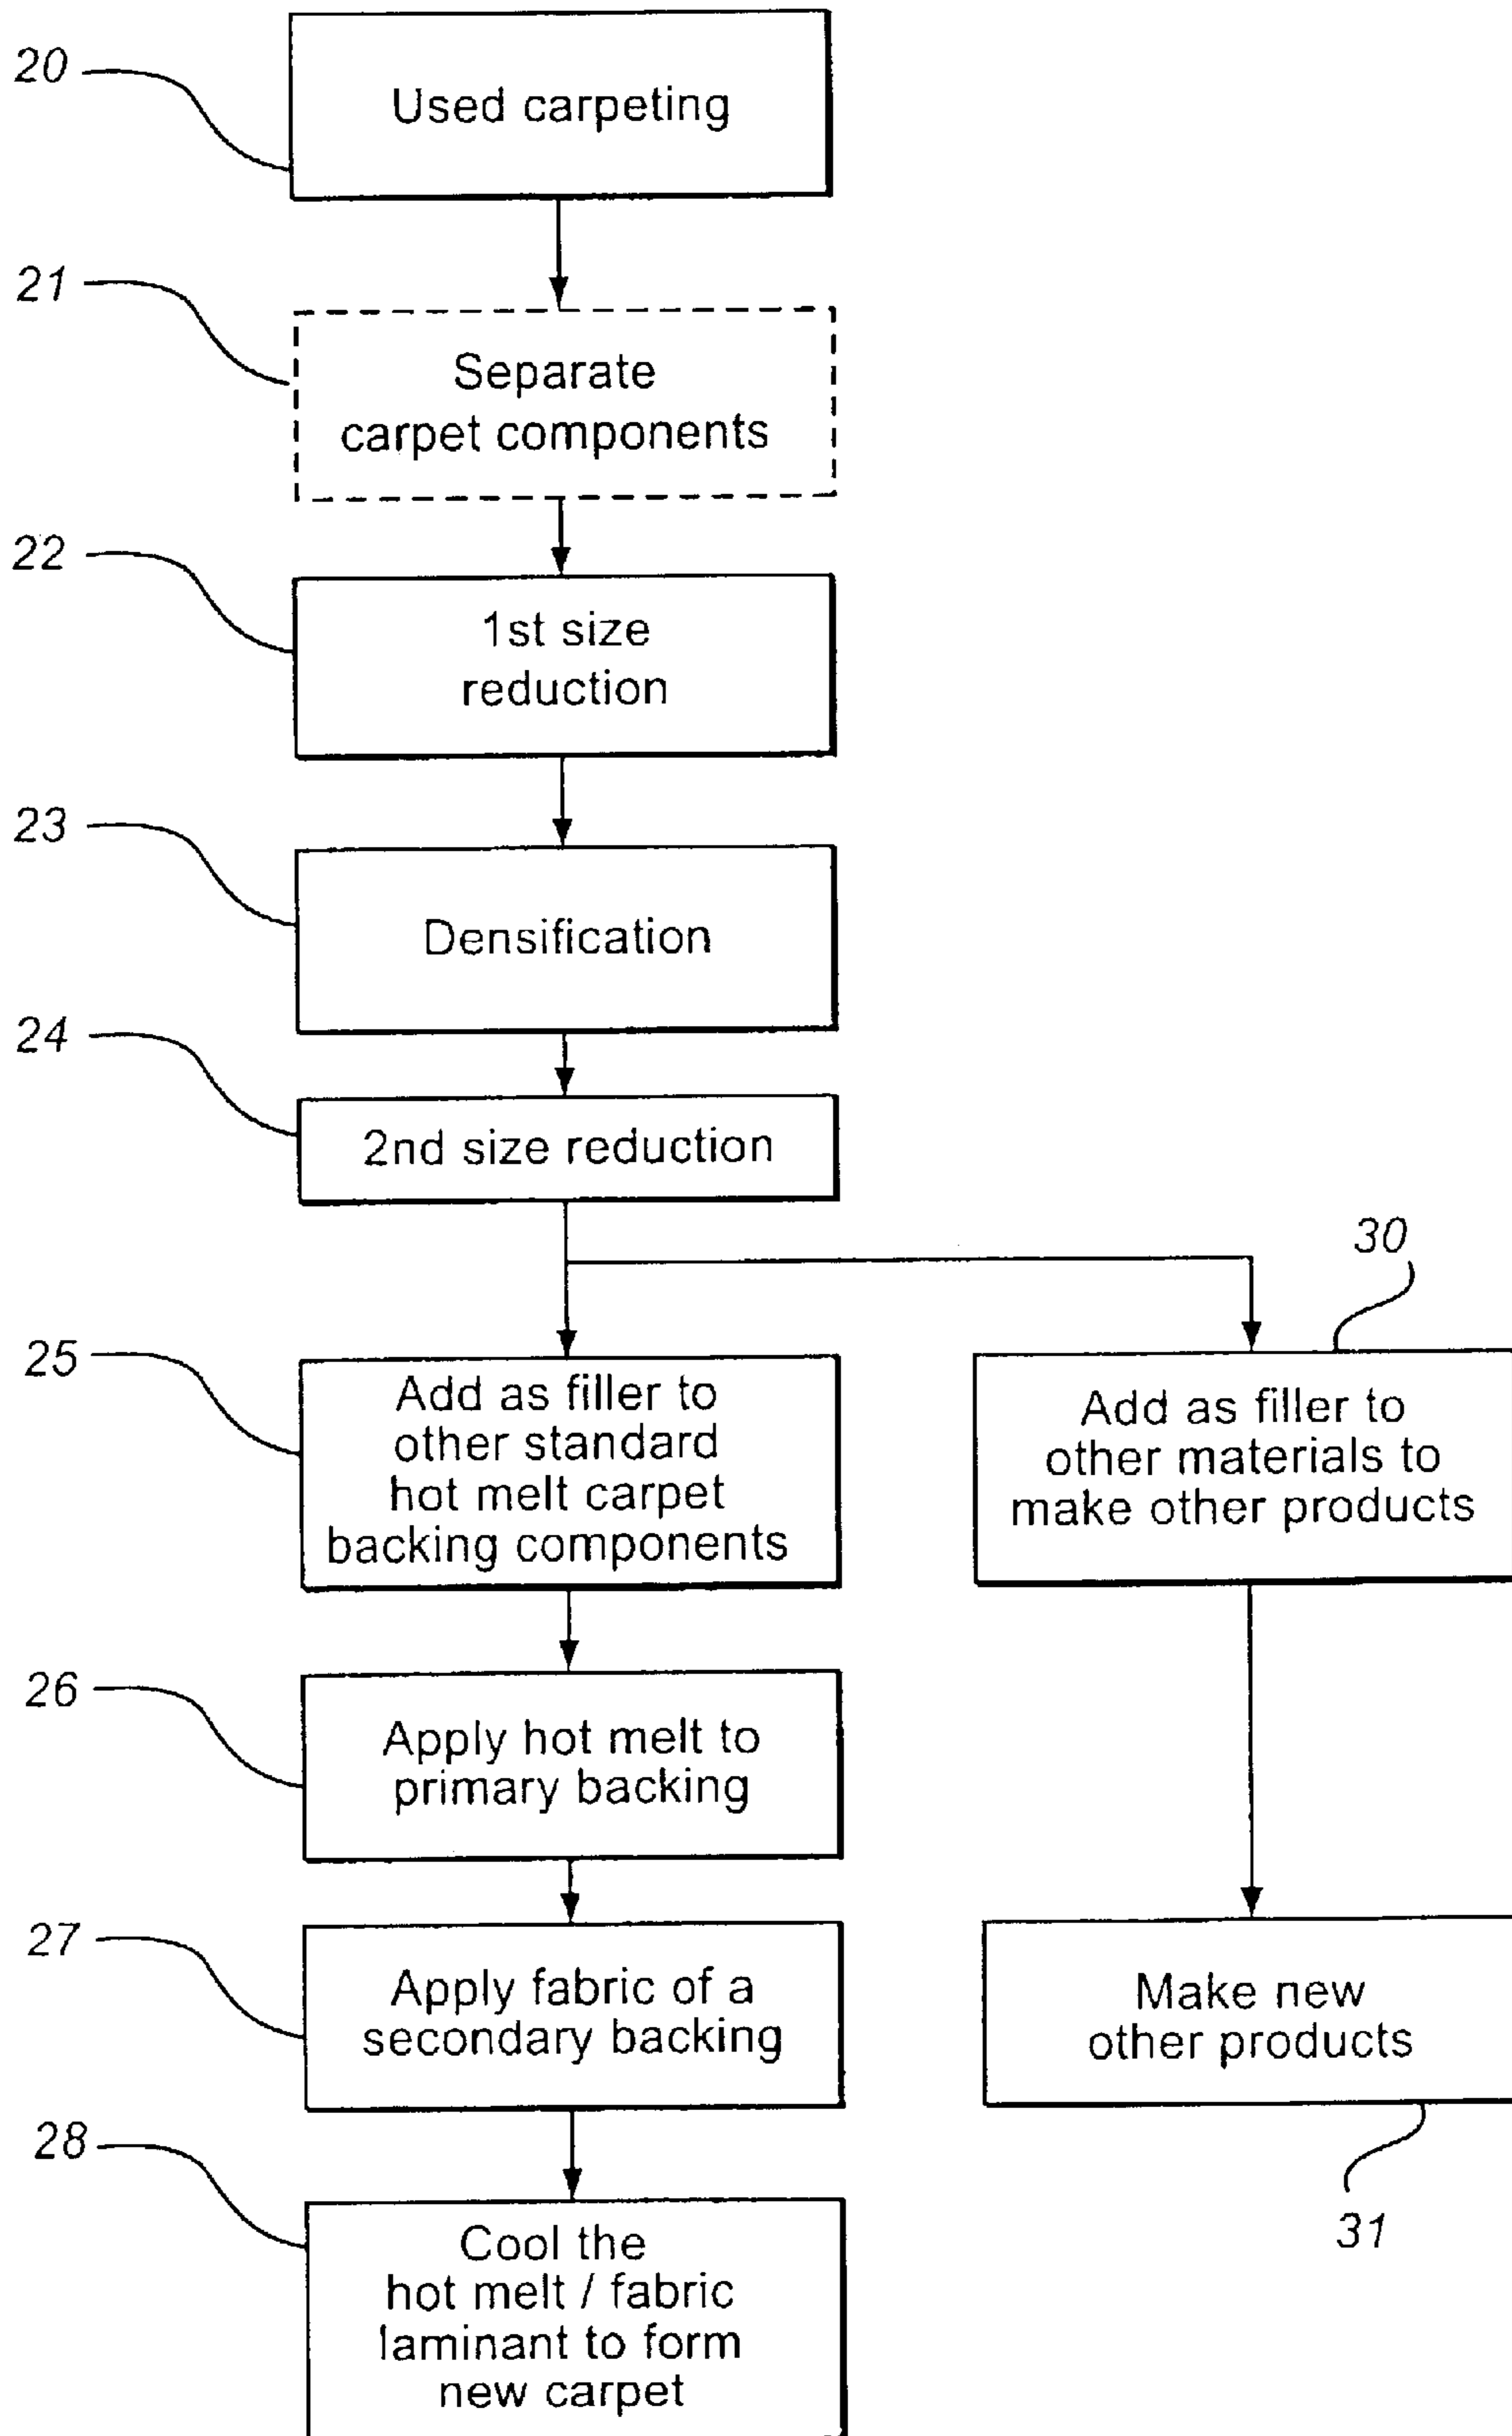 20
Used carpeting
21
Separate
carpet components
22
1st size
reduction
23
Densification
24
2nd size reduction
30
25
Add as filler to
other standard
hot melt carpet
backing components
Add as filler to
other materials to
make other products
26
Apply hot melt to
primary backing
27
Apply fabric of a
secondary backing
Make new
other products
31
28
Cool the
hot melt / fabric
laminant to form
new carpet